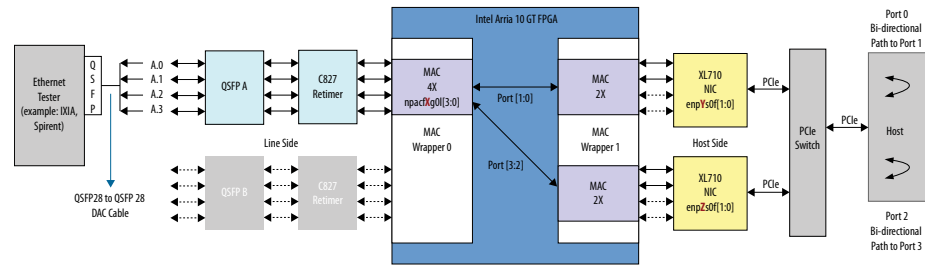 Intel Arria 10 GT FPGA
Port 0
Bi-directional
Path to Port 1
Ethernet
Tester
(example: IXIA,
Spirent)
Q
S
F
P
A.0
A.1
A.2
A.3
QSFP A
C827
Retimer
MAC
4X
npacfXg0l[3:0]
MAC
Wrapper 0
Port [1:0]
Port [3:2]
MAC
2X
MAC
Wrapper 1
MAC
2X
XL710
NIC
enpYs0f[1:0]
Host Side
XL710
NIC
enpZs0f[1:0]
PCIe
PCIe
PCIe
Switch
PCIe
Host
Line Side
QSFP B
C827
Retimer
QSFP28 to QSFP 28
DAC Cable
Port 2
Bi-directional
Path to Port 3